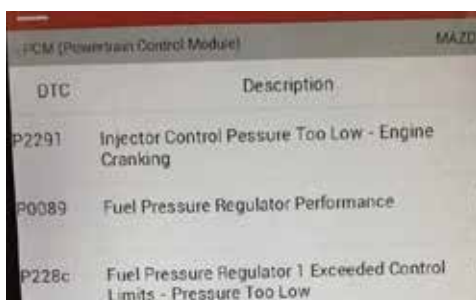 PCM (Powertrain Control Module) MAZD
DTC Description
P2291 Injector Control Pessure Too Low - Engine
Cranking
P0089 Fuel Pressure Regulator Performance
P228c Fuel Pressure Regulator 1 Exceeded Control
Limits - Pressure Too Low